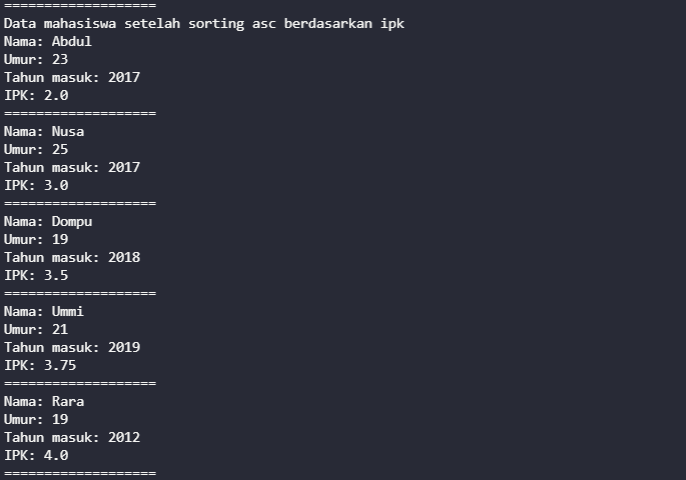 ===================
Data mahasiswa setelah sorting asc berdasarkan ipk
Nama: Abdul
Umur: 23
Tahun masuk: 2017
IPK: 2.0
===================
Nama: Nusa
Umur: 25
Tahun masuk: 2017
IPK: 3.0
===================
Nama: Dompu
Umur: 19
Tahun masuk: 2018
IPK: 3.5
===================
Nama: Ummi
Umur: 21
Tahun masuk: 2019
IPK: 3.75
===================
Nama: Rara
Umur: 19
Tahun masuk: 2012
IPK: 4.0
===================